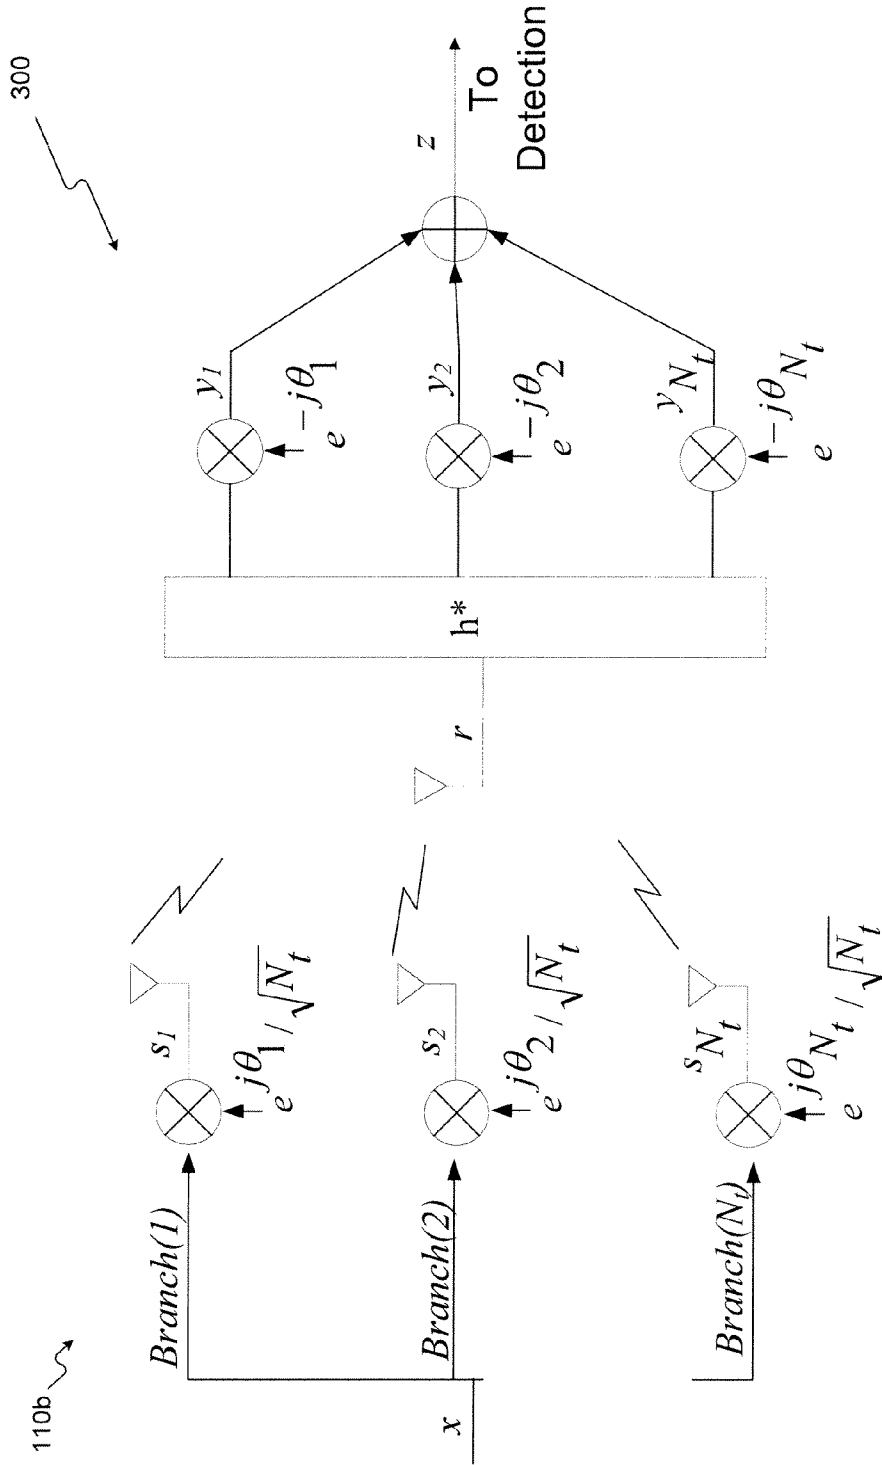 110b
300
x
Branch(1)
e^{jθ_1}/√N_t
s_1
Branch(2)
e^{jθ_2}/√N_t
s_2
Branch(N_t)
e^{jθ_{N_t}}/√N_t
s_{N_t}
r
h*
e^{-jθ_1}
y_1
e^{-jθ_2}
y_2
e^{-jθ_{N_t}}
y_{N_t}
z
To
Detection